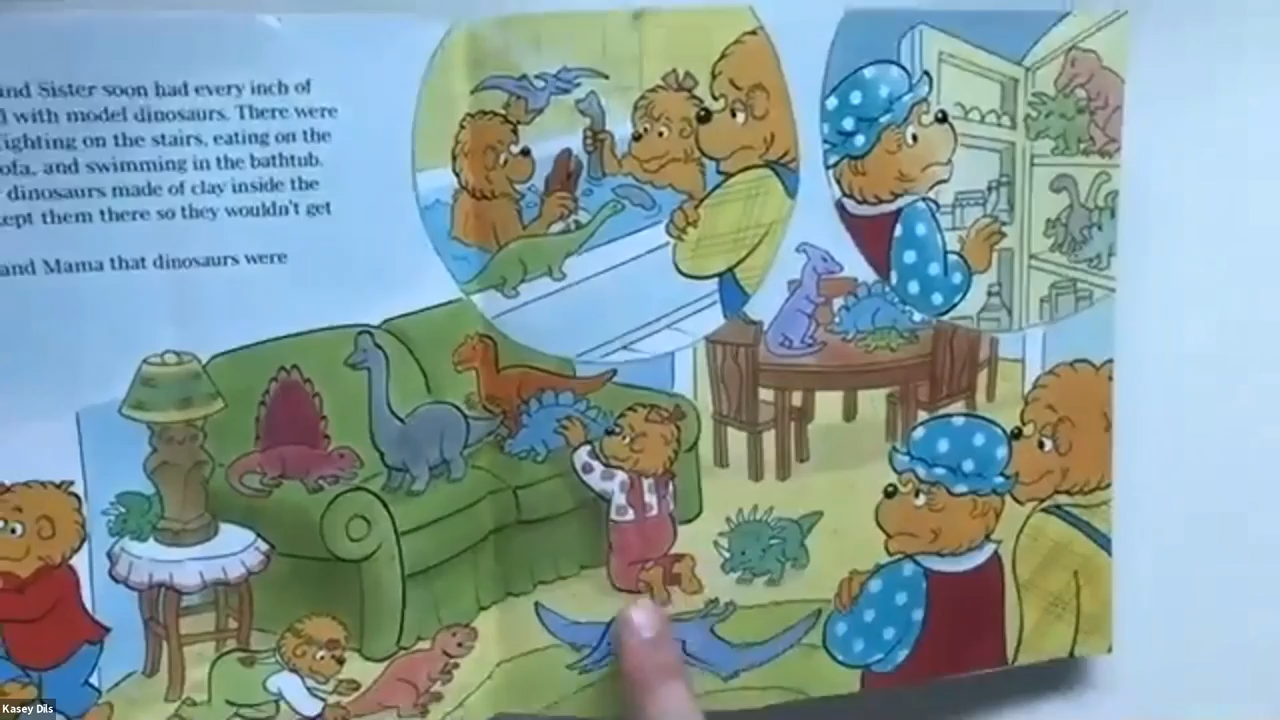 and Sister soon had every inch of
with model dinosaurs. There were
fighting on the stairs, eating on the
ofa, and swimming in the bathtub.
dinosaurs made of clay inside the
kept them there so they wouldn't get
and Mama that dinosaurs were
Kasey Dils